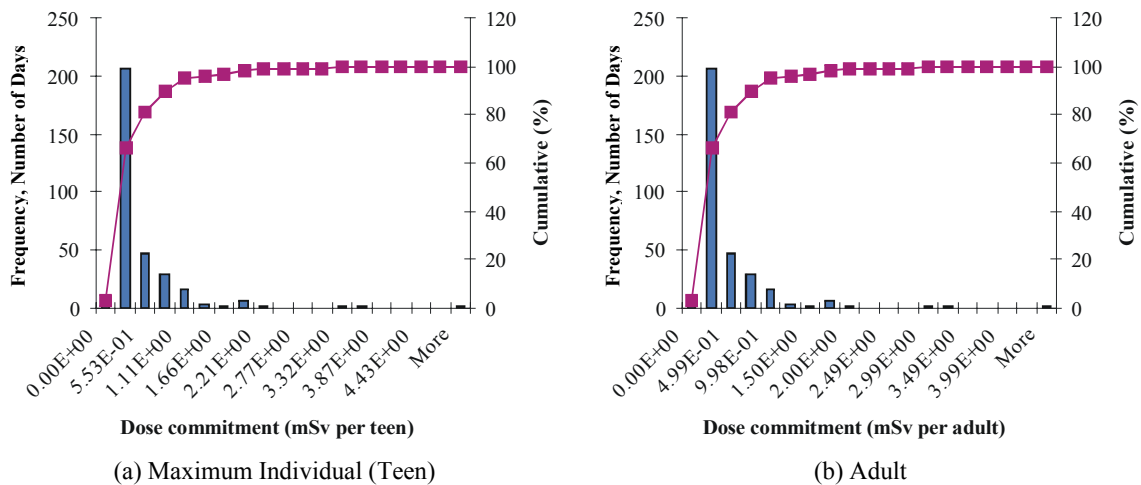 250
200
150
100
50
0
Frequency, Number of Days
120
100
80
60
40
20
0
Cumulative (%)
0.00E+00
5.53E-01
1.11E+00
1.66E+00
2.21E+00
2.77E+00
3.32E+00
3.87E+00
4.43E+00
More
Dose commitment (mSv per teen)
(a) Maximum Individual (Teen)
250
200
150
100
50
0
Frequency, Number of Days
120
100
80
60
40
20
0
Cumulative (%)
0.00E+00
4.99E-01
9.98E-01
1.50E+00
2.00E+00
2.49E+00
2.99E+00
3.49E+00
3.99E+00
More
Dose commitment (mSv per adult)
(b) Adult